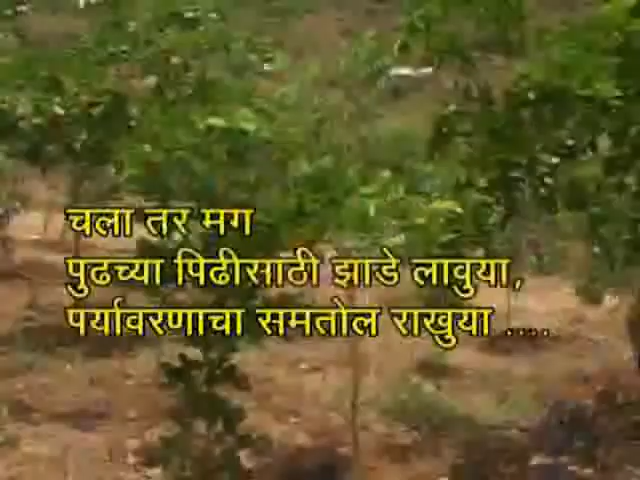 चला तर मग
पुढच्या पिढीसाठी झाडे लावुया,
पर्यावरणाचा समतोल राखुया ....